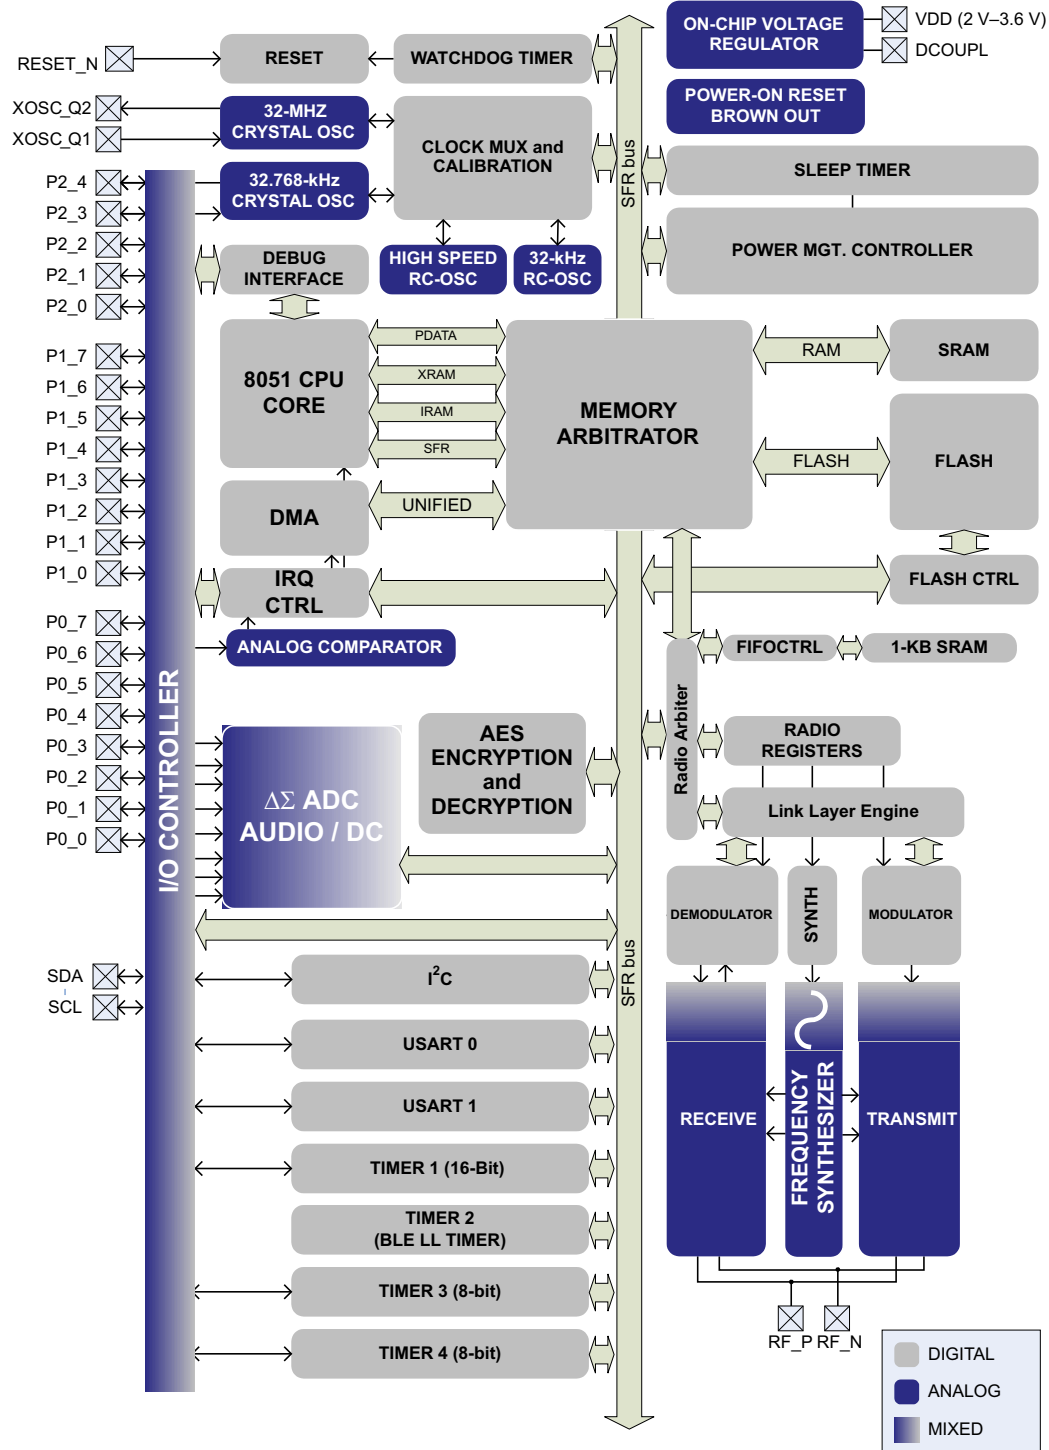 ON-CHIP VOLTAGE
REGULATOR
VDD (2 V–3.6 V)
DCOUPL
RESET_N
RESET
WATCHDOG TIMER
POWER-ON RESET
BROWN OUT
XOSC_Q2
XOSC_Q1
32-MHZ
CRYSTAL OSC
CLOCK MUX and
CALIBRATION
SFR bus
SLEEP TIMER
P2_4
P2_3
P2_2
P2_1
P2_0
32.768-kHz
CRYSTAL OSC
DEBUG
INTERFACE
HIGH SPEED
RC-OSC
32-kHz
RC-OSC
POWER MGT. CONTROLLER
P1_7
P1_6
P1_5
P1_4
P1_3
P1_2
P1_1
P1_0
8051 CPU
CORE
PDATA
XRAM
IRAM
SFR
MEMORY
ARBITRATOR
RAM
SRAM
FLASH
FLASH
DMA
UNIFIED
IRQ
CTRL
FLASH CTRL
P0_7
P0_6
P0_5
P0_4
P0_3
P0_2
P0_1
P0_0
ANALOG COMPARATOR
FIFOCTRL
1-KB SRAM
Radio Arbiter
I/O CONTROLLER
ΔΣ ADC
AUDIO / DC
AES
ENCRYPTION
and
DECRYPTION
RADIO
REGISTERS
Link Layer Engine
DEMODULATOR
SYNTH
MODULATOR
SFR bus
SDA
SCL
I²C
USART 0
USART 1
TIMER 1 (16-Bit)
TIMER 2
(BLE LL TIMER)
TIMER 3 (8-bit)
TIMER 4 (8-bit)
RECEIVE
FREQUENCY
SYNTHESIZER
TRANSMIT
RF_P
RF_N
DIGITAL
ANALOG
MIXED